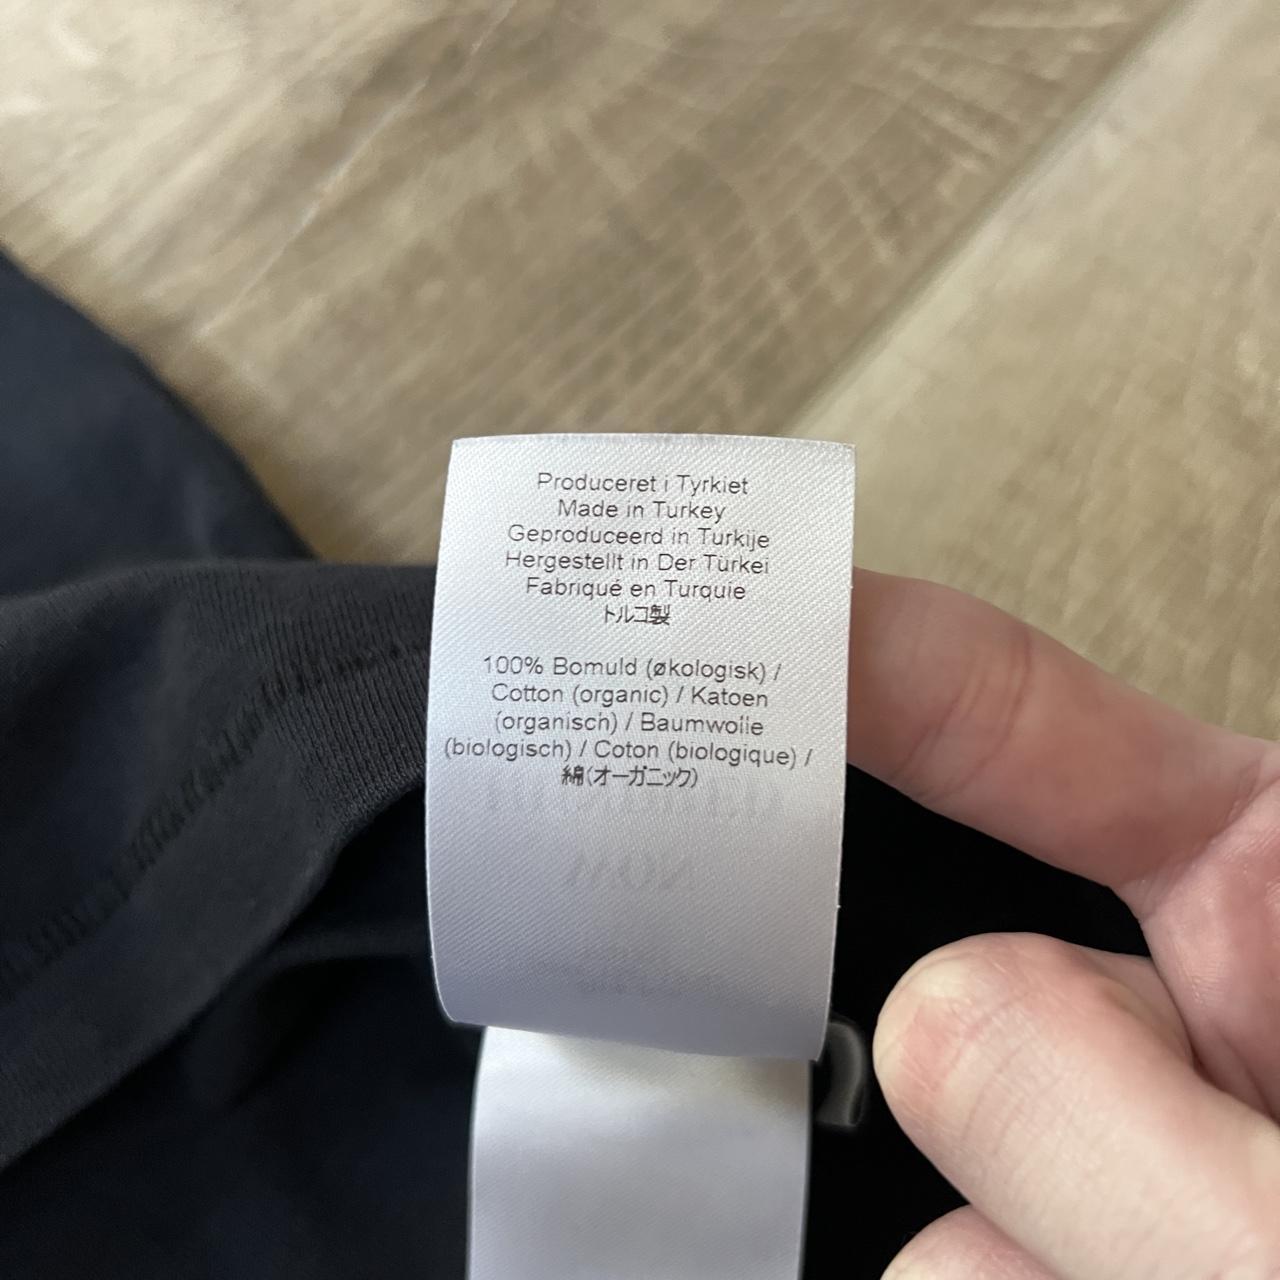 Produceret i Tyrkiet
Made in Turkey
Geproduceerd in Turkije
Hergestellt in Der Türkei
Fabriqué en Turquie
トルコ製
100% Bomuld (økologisk) /
Cotton (organic) / Katoen
(organisch) / Baumwolle
(biologisch) / Coton (biologique) /
綿(オーガニック)